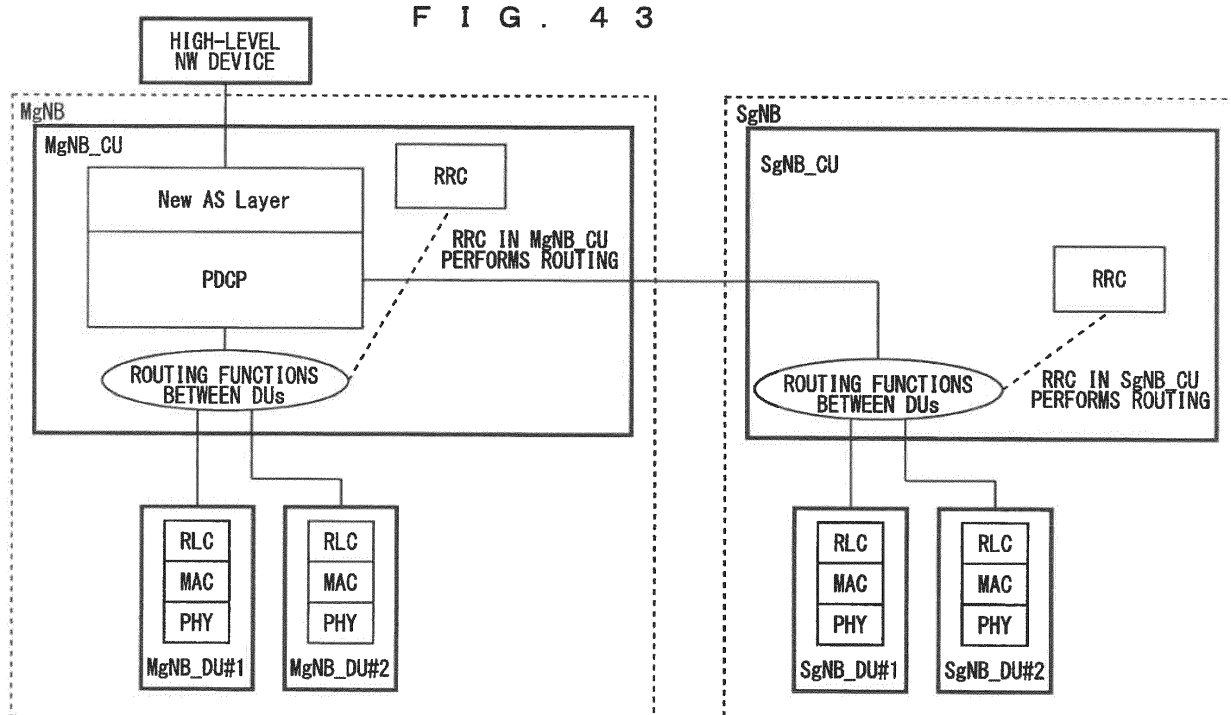 F I G . 4 3
HIGH-LEVEL
NW DEVICE
MgNB
MgNB_CU
New AS Layer
PDCP
RRC
RRC IN MgNB_CU
PERFORMS ROUTING
ROUTING FUNCTIONS
BETWEEN DUs
RLC
MAC
PHY
MgNB_DU#1
RLC
MAC
PHY
MgNB_DU#2
SgNB
SgNB_CU
RRC
RRC IN SgNB_CU
PERFORMS ROUTING
ROUTING FUNCTIONS
BETWEEN DUs
RLC
MAC
PHY
SgNB_DU#1
RLC
MAC
PHY
SgNB_DU#2